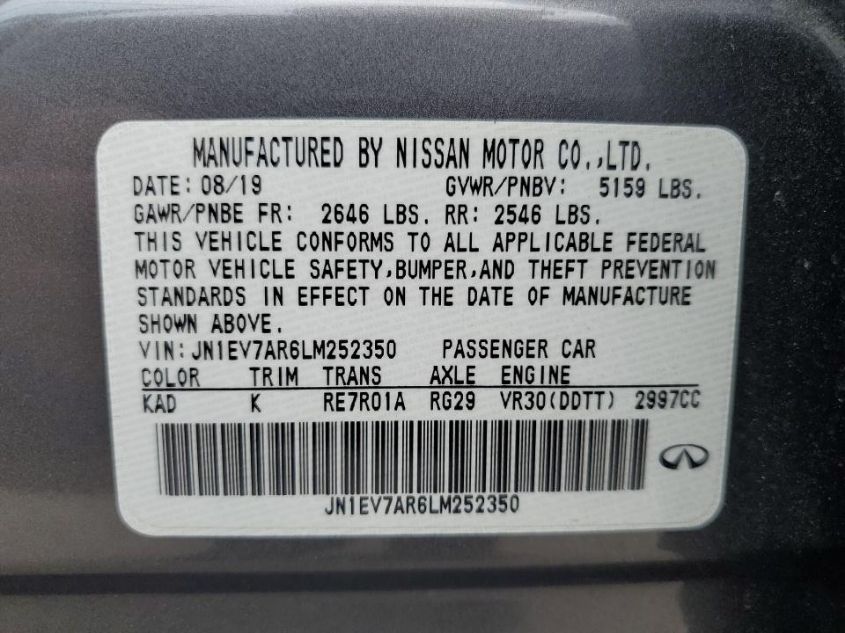 MANUFACTURED BY NISSAN MOTOR CO.,LTD.
DATE: 08/19 GVWR/PNBV: 5159 LBS.
GAWR/PNBE FR: 2646 LBS. RR: 2546 LBS.
THIS VEHICLE CONFORMS TO ALL APPLICABLE FEDERAL
MOTOR VEHICLE SAFETY,BUMPER,AND THEFT PREVENTION
STANDARDS IN EFFECT ON THE DATE OF MANUFACTURE
SHOWN ABOVE.
VIN: JN1EV7AR6LM252350 PASSENGER CAR
COLOR TRIM TRANS AXLE ENGINE
KAD K RE7R01A RG29 VR30(DDTT) 2997CC
JN1EV7AR6LM252350